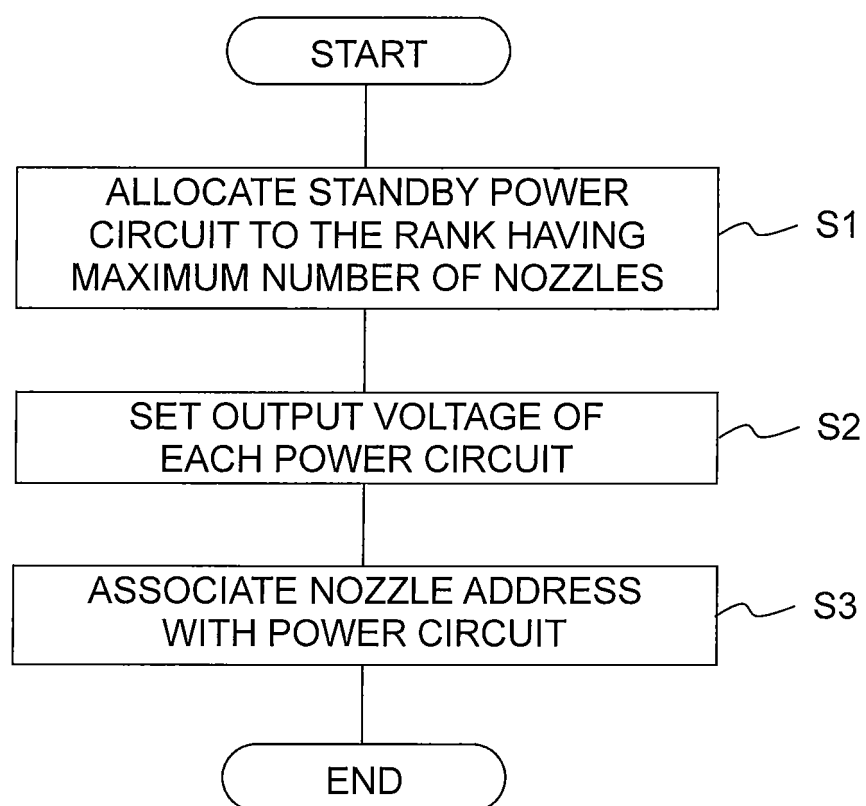 START
ALLOCATE STANDBY POWER
CIRCUIT TO THE RANK HAVING
MAXIMUM NUMBER OF NOZZLES
S1
SET OUTPUT VOLTAGE OF
EACH POWER CIRCUIT
S2
ASSOCIATE NOZZLE ADDRESS
WITH POWER CIRCUIT
S3
END